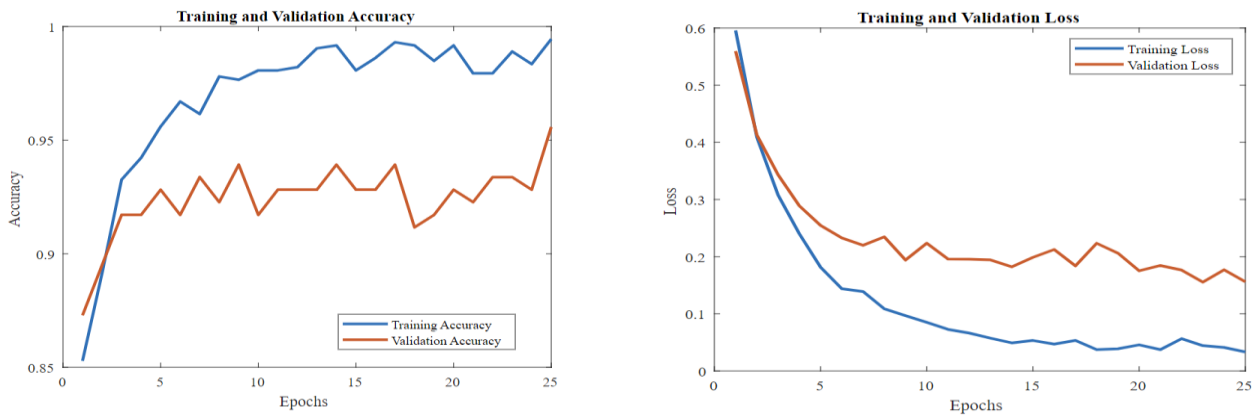 Training and Validation Accuracy
1
0.95
0.9
0.85
Accuracy
0
5
10
15
20
25
Epochs
Training Accuracy
Validation Accuracy
Training and Validation Loss
0.6
0.5
0.4
0.3
0.2
0.1
0
Loss
0
5
10
15
20
25
Epochs
Training Loss
Validation Loss